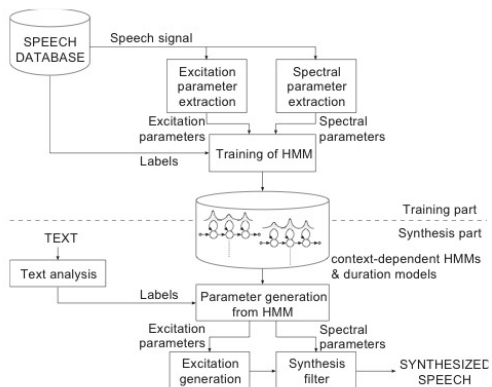 SPEECH
DATABASE
Speech signal
Excitation
parameter
extraction
Spectral
parameter
extraction
Excitation
parameters
Spectral
parameters
Labels
Training of HMM
Training part
Synthesis part
context-dependent HMMs
& duration models
TEXT
Text analysis
Labels
Parameter generation
from HMM
Excitation
parameters
Spectral
parameters
Excitation
generation
Synthesis
filter
SYNTHESIZED
SPEECH